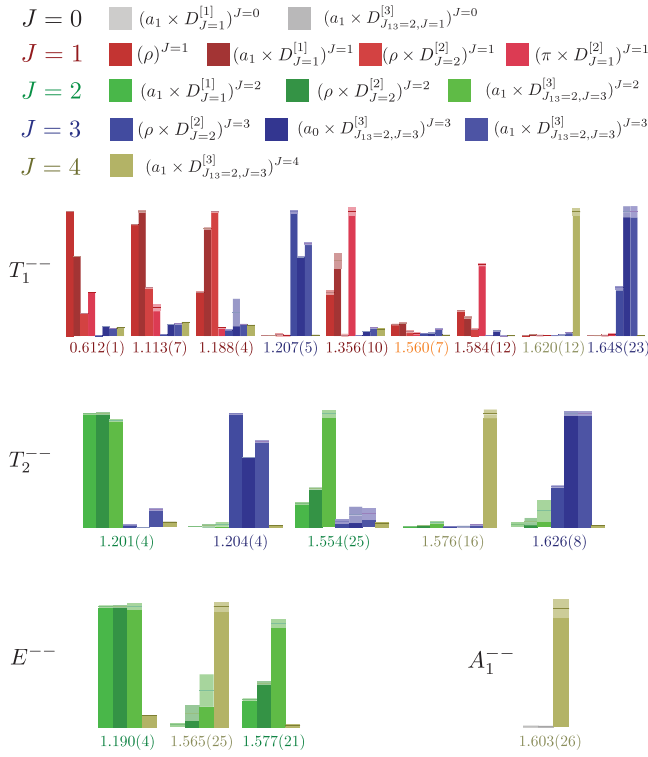 J = 0 (a₁ × D^{[1]}_{J=1})^{J=0} (a₁ × D^{[3]}_{J₁₃=2,J=1})^{J=0}
J = 1 (ρ)^{J=1} (a₁ × D^{[1]}_{J=1})^{J=1} (ρ × D^{[2]}_{J=2})^{J=1} (π × D^{[2]}_{J=1})^{J=1}
J = 2 (a₁ × D^{[1]}_{J=1})^{J=2} (ρ × D^{[2]}_{J=2})^{J=2} (a₁ × D^{[3]}_{J₁₃=2,J=3})^{J=2}
J = 3 (ρ × D^{[2]}_{J=2})^{J=3} (a₀ × D^{[3]}_{J₁₃=2,J=3})^{J=3} (a₁ × D^{[3]}_{J₁₃=2,J=3})^{J=3}
J = 4 (a₁ × D^{[3]}_{J₁₃=2,J=3})^{J=4}
T₁^{−−}
0.612(1) 1.113(7) 1.188(4) 1.207(5) 1.356(10) 1.560(7) 1.584(12) 1.620(12) 1.648(23)
T₂^{−−}
1.201(4) 1.204(4) 1.554(25) 1.576(16) 1.626(8)
E^{−−} A₁^{−−}
1.190(4) 1.565(25) 1.577(21) 1.603(26)